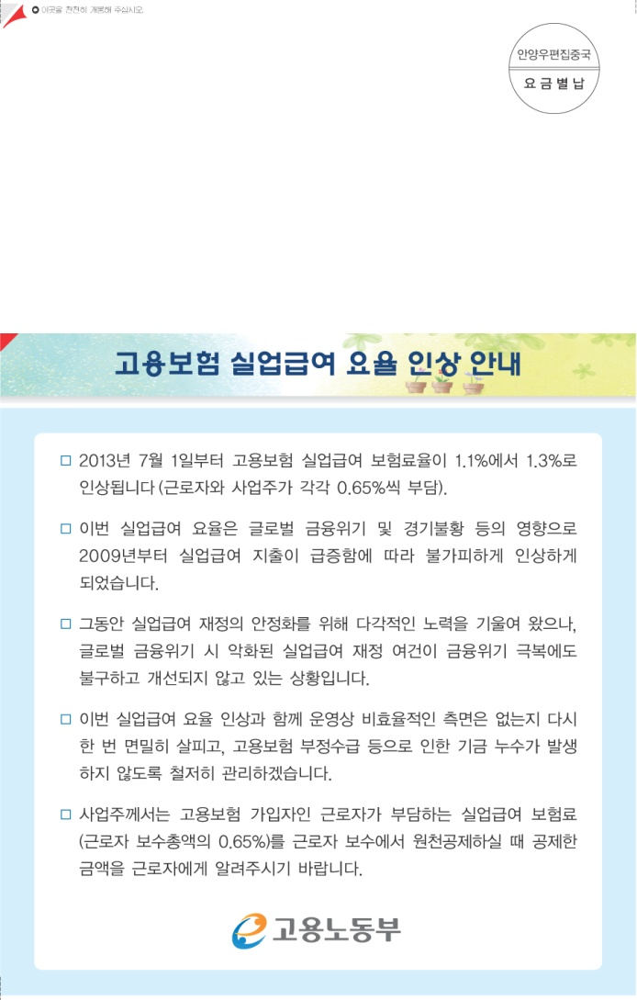 이곳을 천천히 개봉해 주십시오.
안양우편집중국
요 금 별 납
고용보험 실업급여 요율 인상 안내
□ 2013년 7월 1일부터 고용보험 실업급여 보험료율이 1.1%에서 1.3%로
인상됩니다 (근로자와 사업주가 각각 0.65%씩 부담).
□ 이번 실업급여 요율은 글로벌 금융위기 및 경기불황 등의 영향으로
2009년부터 실업급여 지출이 급증함에 따라 불가피하게 인상하게
되었습니다.
□ 그동안 실업급여 재정의 안정화를 위해 다각적인 노력을 기울여 왔으나,
글로벌 금융위기 시 악화된 실업급여 재정 여건이 금융위기 극복에도
불구하고 개선되지 않고 있는 상황입니다.
□ 이번 실업급여 요율 인상과 함께 운영상 비효율적인 측면은 없는지 다시
한 번 면밀히 살피고, 고용보험 부정수급 등으로 인한 기금 누수가 발생
하지 않도록 철저히 관리하겠습니다.
□ 사업주께서는 고용보험 가입자인 근로자가 부담하는 실업급여 보험료
(근로자 보수총액의 0.65%)를 근로자 보수에서 원천공제하실 때 공제한
금액을 근로자에게 알려주시기 바랍니다.
고용노동부